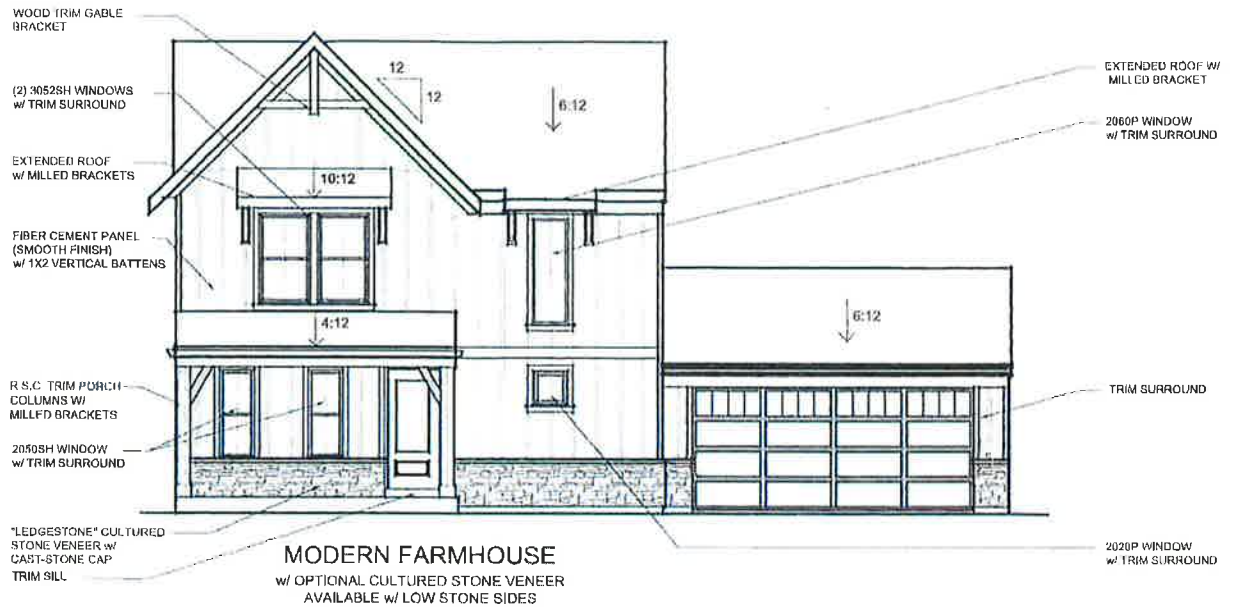 WOOD TRIM GABLE
BRACKET
(2) 3052SH WINDOWS
w/ TRIM SURROUND
EXTENDED ROOF
w/ MILLED BRACKETS
FIBER CEMENT PANEL
(SMOOTH FINISH)
w/ 1X2 VERTICAL BATTENS
R.S.C. TRIM PORCH
COLUMNS W/
MILLED BRACKETS
2050SH WINDOW
w/ TRIM SURROUND
"LEDGESTONE" CULTURED
STONE VENEER w/
CAST-STONE CAP
TRIM SILL
12
12
6:12
10:12
4:12
6:12
EXTENDED ROOF W/
MILLED BRACKET
2060P WINDOW
w/ TRIM SURROUND
TRIM SURROUND
2020P WINDOW
w/ TRIM SURROUND
MODERN FARMHOUSE
w/ OPTIONAL CULTURED STONE VENEER
AVAILABLE w/ LOW STONE SIDES